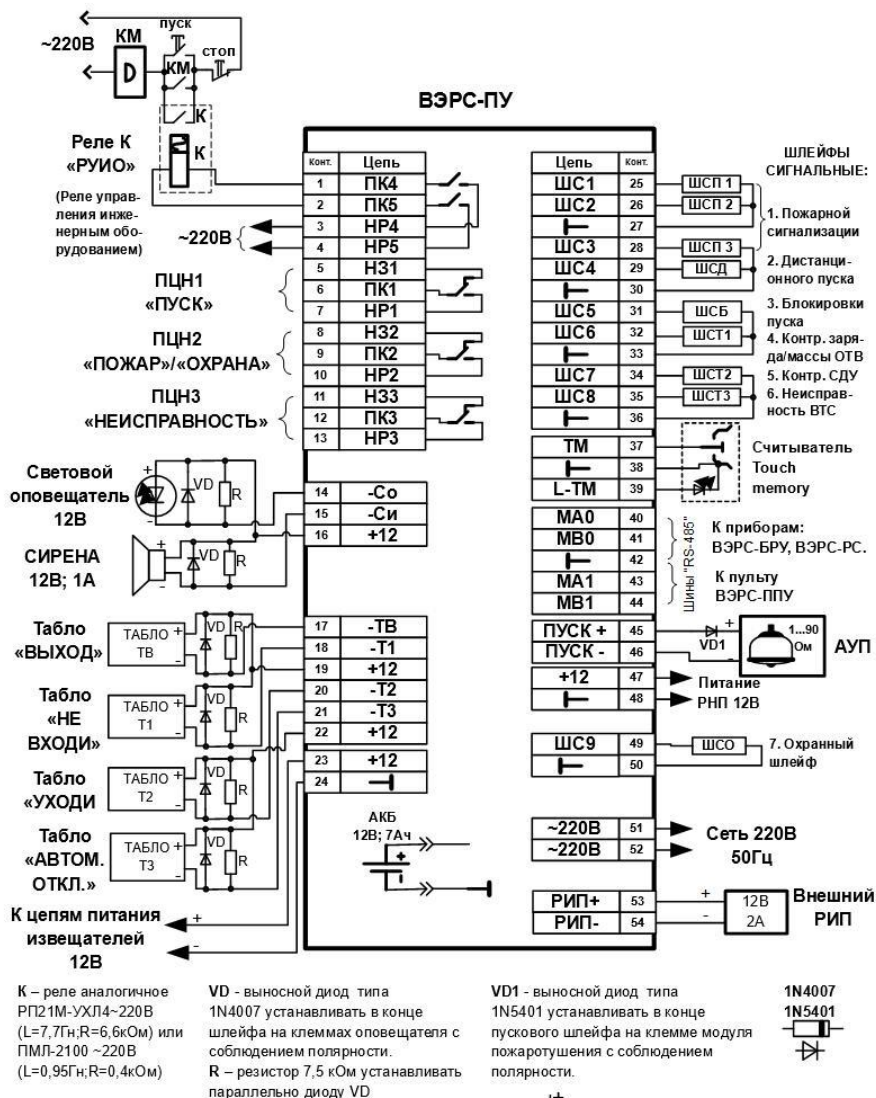 ~220В
КМ
пуск
стоп
КМ
D
К
К
Реле К
«РУИО»
(Реле управ-
ления инже-
нерным обо-
рудованием)
~220В
ВЭРС-ПУ
Конт. Цепь
1 ПК4
2 ПК5
3 НР4
4 НР5
5 НЗ1
6 ПК1
7 НР1
8 НЗ2
9 ПК2
10 НР2
11 НЗ3
12 ПК3
13 НР3
ПЦН1
«ПУСК»
ПЦН2
«ПОЖАР»/«ОХРАНА»
ПЦН3
«НЕИСПРАВНОСТЬ»
Световой
оповещатель
12В
+
-
VD
R
14 -Со
15 -Си
16 +12
СИРЕНА
12В; 1А
+
-
VD
R
17 -ТВ
18 -Т1
19 +12
20 -Т2
21 -Т3
22 +12
23 +12
24
Табло
«ВЫХОД»
ТАБЛО +
ТВ -
VD
R
Табло
«НЕ
ВХОДИ»
ТАБЛО +
Т1 -
VD
R
Табло
«УХОДИ
ТАБЛО +
Т2 -
VD
R
Табло
«АВТОМ.
ОТКЛ.»
ТАБЛО +
Т3 -
VD
R
К цепям питания
извещателей
12В
+
-
АКБ
12В; 7Ач
+
-
Цепь Конт.
ШС1 25
ШС2 26
27
ШС3 28
ШС4 29
30
ШС5 31
ШС6 32
33
ШС7 34
ШС8 35
36
ТМ 37
38
L-ТМ 39
МА0 40
МВ0 41
42
МА1 43
МВ1 44
ПУСК + 45
ПУСК - 46
+12 47
48
ШС9 49
50
~220В 51
~220В 52
РИП+ 53
РИП- 54
ШСП 1
ШСП 2
ШСП 3
ШСД
ШСБ
ШСТ1
ШСТ2
ШСТ3
ШЛЕЙФЫ
СИГНАЛЬНЫЕ:
1. Пожарной
сигнализации
2. Дистанци-
онного пуска
3. Блокировки
пуска
4. Контр. заря-
да/массы ОТВ
5. Контр. СДУ
6. Неисправ-
ность ВТС
Считыватель
Touch
memory
Шины "RS-485"
К приборам:
ВЭРС-БРУ, ВЭРС-РС.
К пульту
ВЭРС-ППУ
VD1
+
-
1...90
Ом
АУП
Питание
РНП 12В
ШСО
7. Охранный
шлейф
Сеть 220В
50Гц
+
-
12В
2А
Внешний
РИП
К – реле аналогичное
РП21М-УХЛ4~220В
(L=7,7Гн;R=6,6кОм) или
ПМЛ-2100 ~220В
(L=0,95Гн;R=0,4кОм)
VD - выносной диод типа
1N4007 устанавливать в конце
шлейфа на клеммах оповещателя с
соблюдением полярности.
R – резистор 7,5 кОм устанавливать
параллельно диоду VD
VD1 - выносной диод типа
1N5401 устанавливать в конце
пускового шлейфа на клемме модуля
пожаротушения с соблюдением
полярности.
1N4007
1N5401